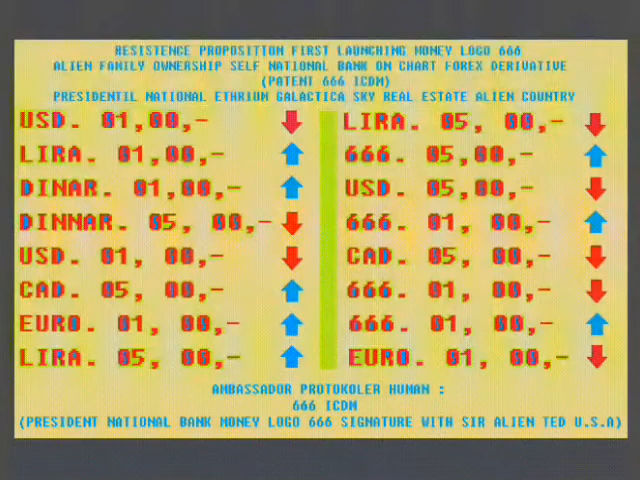 RESISTENCE PROPOSITTOM FIRST LAUNCHING MONEY LOGO 666
ALIEN FAMILY OWNERSHIP SELF NATIONAL BANK ON CHART FOREX DERIVATIVE
(PATENT 666 ICDM)
PRESIDENTIL NATIONAL ETHRIUM GALACTICA SKY REAL ESTATE ALIEN COUNTRY
USD. 01,00,-
LIRA. 01,00,-
DINAR. 01,00,-
DINNAR. 05, 00,-
USD. 01, 00,-
CAD. 05, 00,-
EURO. 01, 00,-
LIRA. 05, 00,-
LIRA. 05, 00,-
666. 05,00,-
USD. 05,00,-
666. 01, 00,-
CAD. 05, 00,-
666. 01, 00,-
666. 01, 00,-
EURO. 01, 00,-
AMBASSADOR PROTOKOLER HUMAN :
666 ICDM
(PRESIDENT NATIONAL BANK MONEY LOGO 666 SIGNATURE WITH SIR ALIEN TED U.S.A)